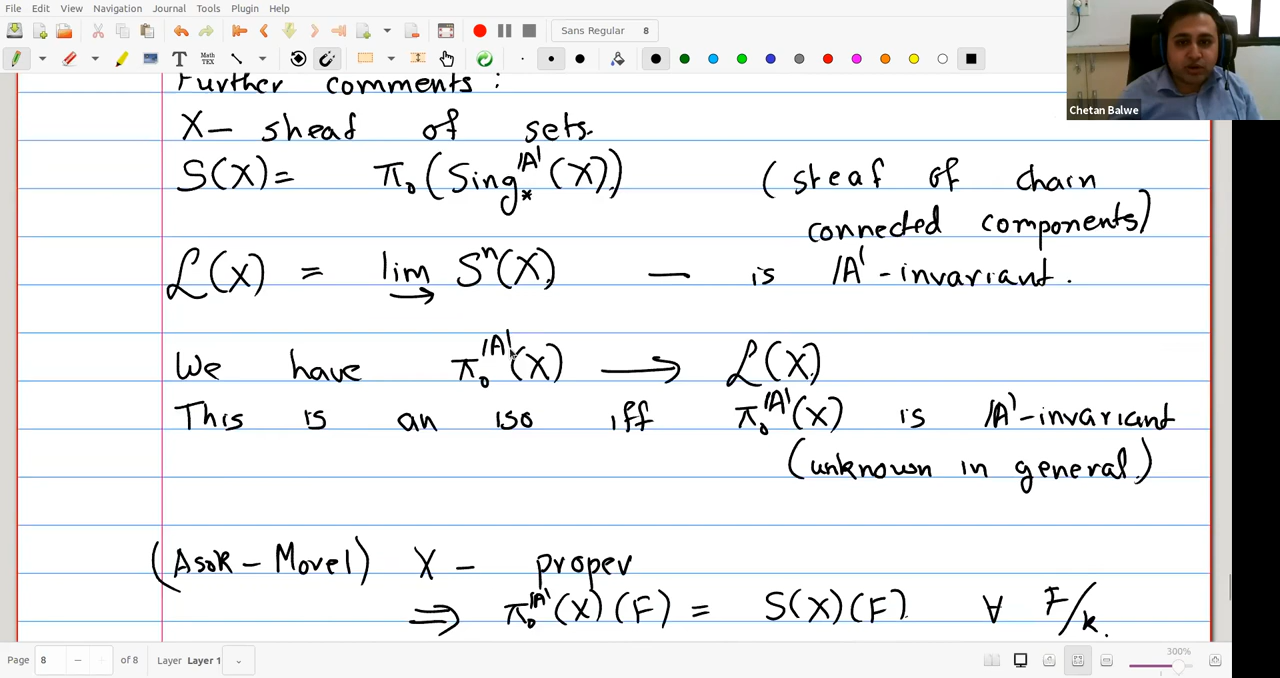 File Edit View Navigation Journal Tools Plugin Help
Sans Regular 8
Chetan Balwe
Further comments:
X — sheaf of sets.
S(X) = π₀(Sing_*^{𝔸¹}(X)) (sheaf of chain
connected components)
ℒ(X) = lim→ Sⁿ(X) — is 𝔸¹-invariant.
We have π₀^{𝔸¹}(X) ⟶ ℒ(X)
This is an iso iff π₀^{𝔸¹}(X) is 𝔸¹-invariant
(unknown in general)
(Asok – Morel) X – proper
⟹ π₀^{𝔸¹}(X)(F) = S(X)(F) ∀ F/k.
Page 8 of 8 Layer Layer 1 300%